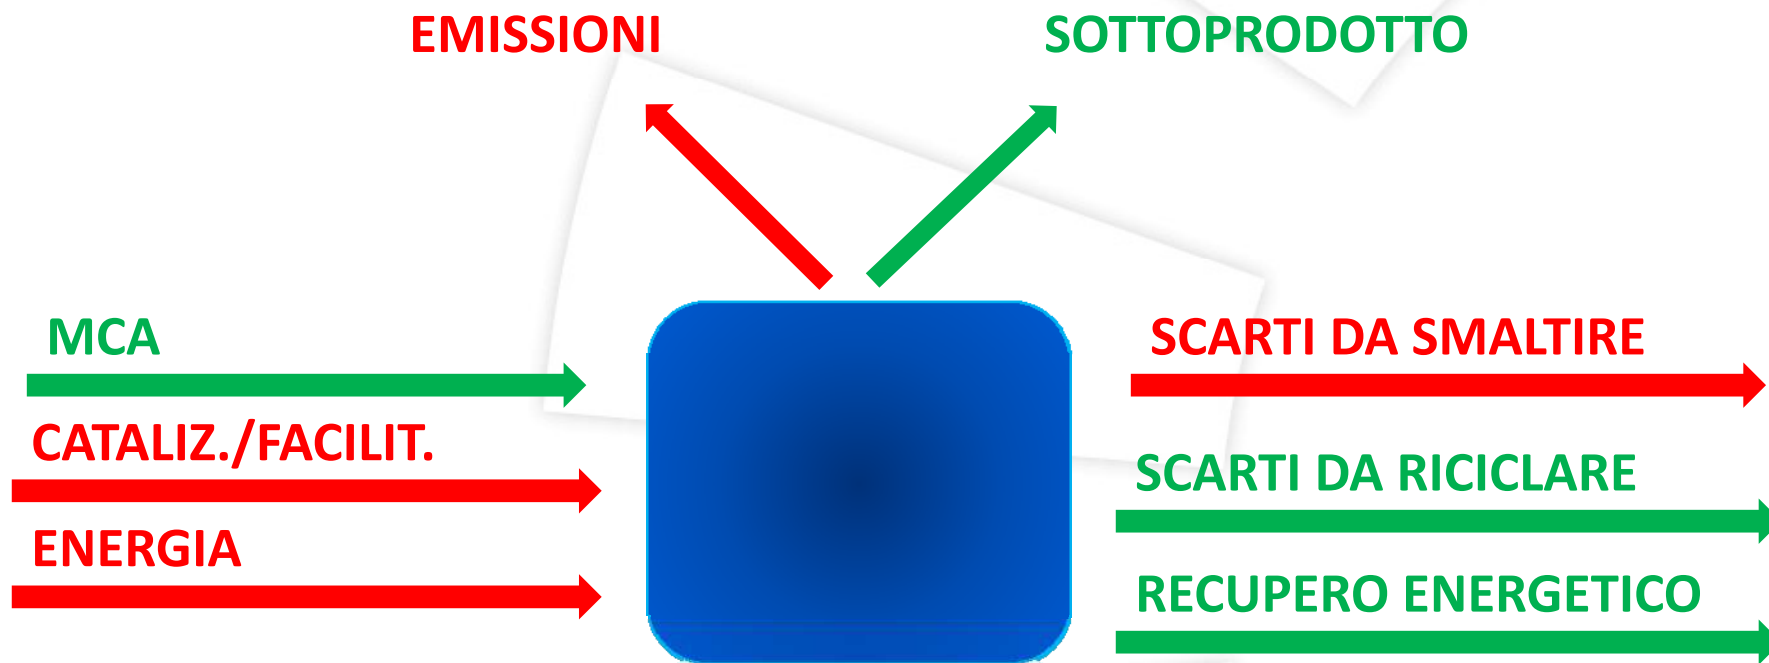 EMISSIONI
SOTTOPRODOTTO
MCA
CATALIZ./FACILIT.
ENERGIA
SCARTI DA SMALTIRE
SCARTI DA RICICLARE
RECUPERO ENERGETICO